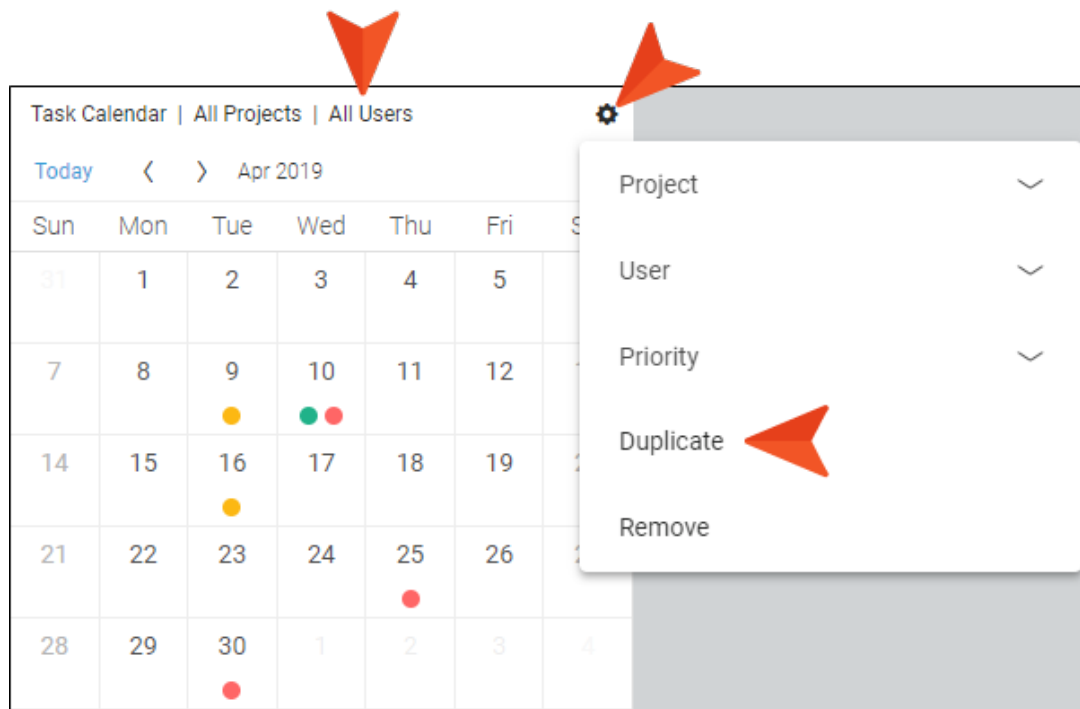 Task Calendar | All Projects | All Users
Today < > Apr 2019
Sun Mon Tue Wed Thu Fri
31 1 2 3 4 5
7 8 9 10 11 12
14 15 16 17 18 19
21 22 23 24 25 26
28 29 30 1 2 3 4
Project
User
Priority
Duplicate
Remove